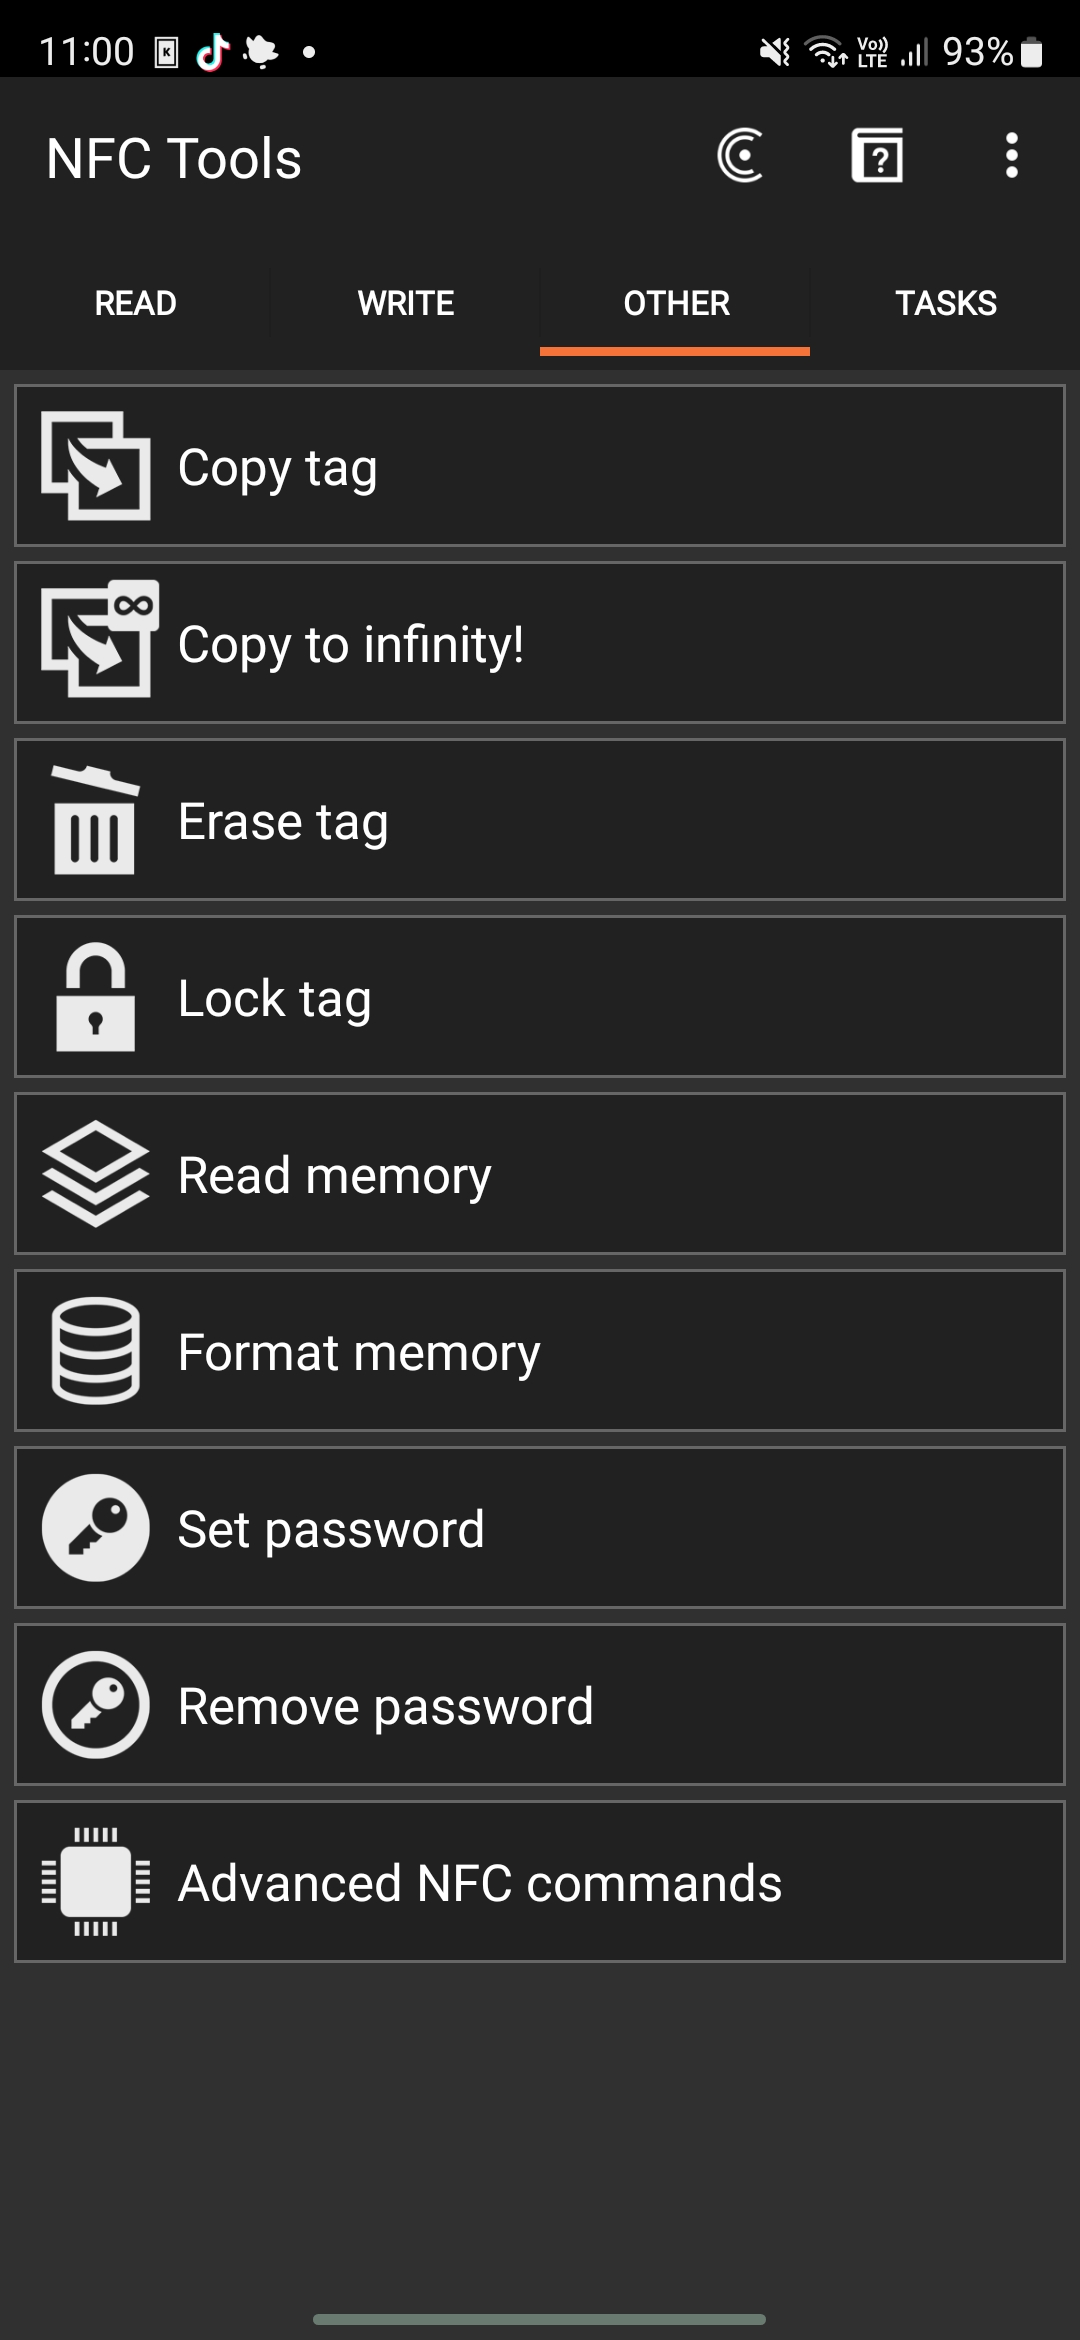 11:00 K Vo)) LTE 93%
NFC Tools ?
READ WRITE OTHER TASKS
Copy tag
Copy to infinity!
Erase tag
Lock tag
Read memory
Format memory
Set password
Remove password
Advanced NFC commands